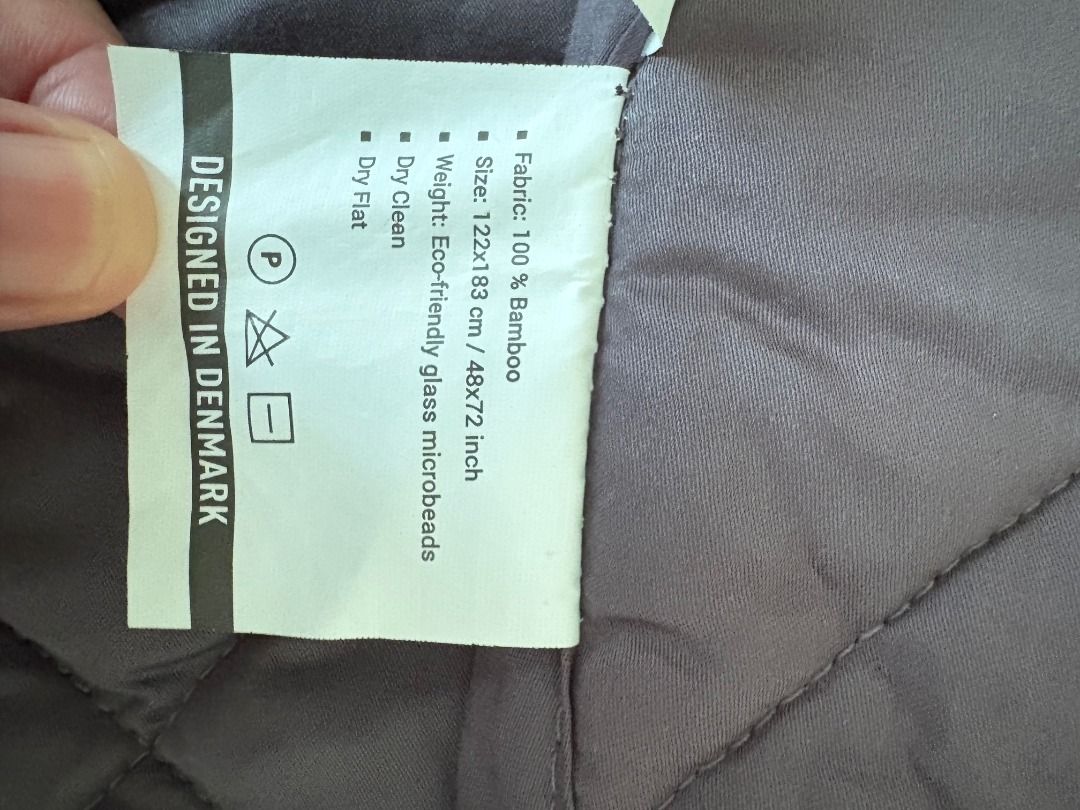 ▪ Fabric: 100 % Bamboo
▪ Size: 122x183 cm / 48x72 inch
▪ Weight: Eco-friendly glass microbeads
▪ Dry Clean
▪ Dry Flat
P
DESIGNED IN DENMARK